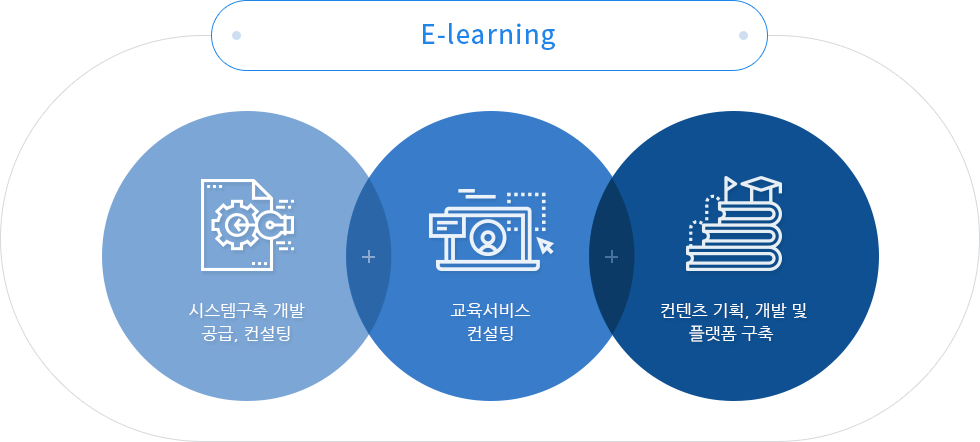 E-learning
시스템구축 개발
공급, 컨설팅
교육서비스
컨설팅
컨텐츠 기획, 개발 및
플랫폼 구축